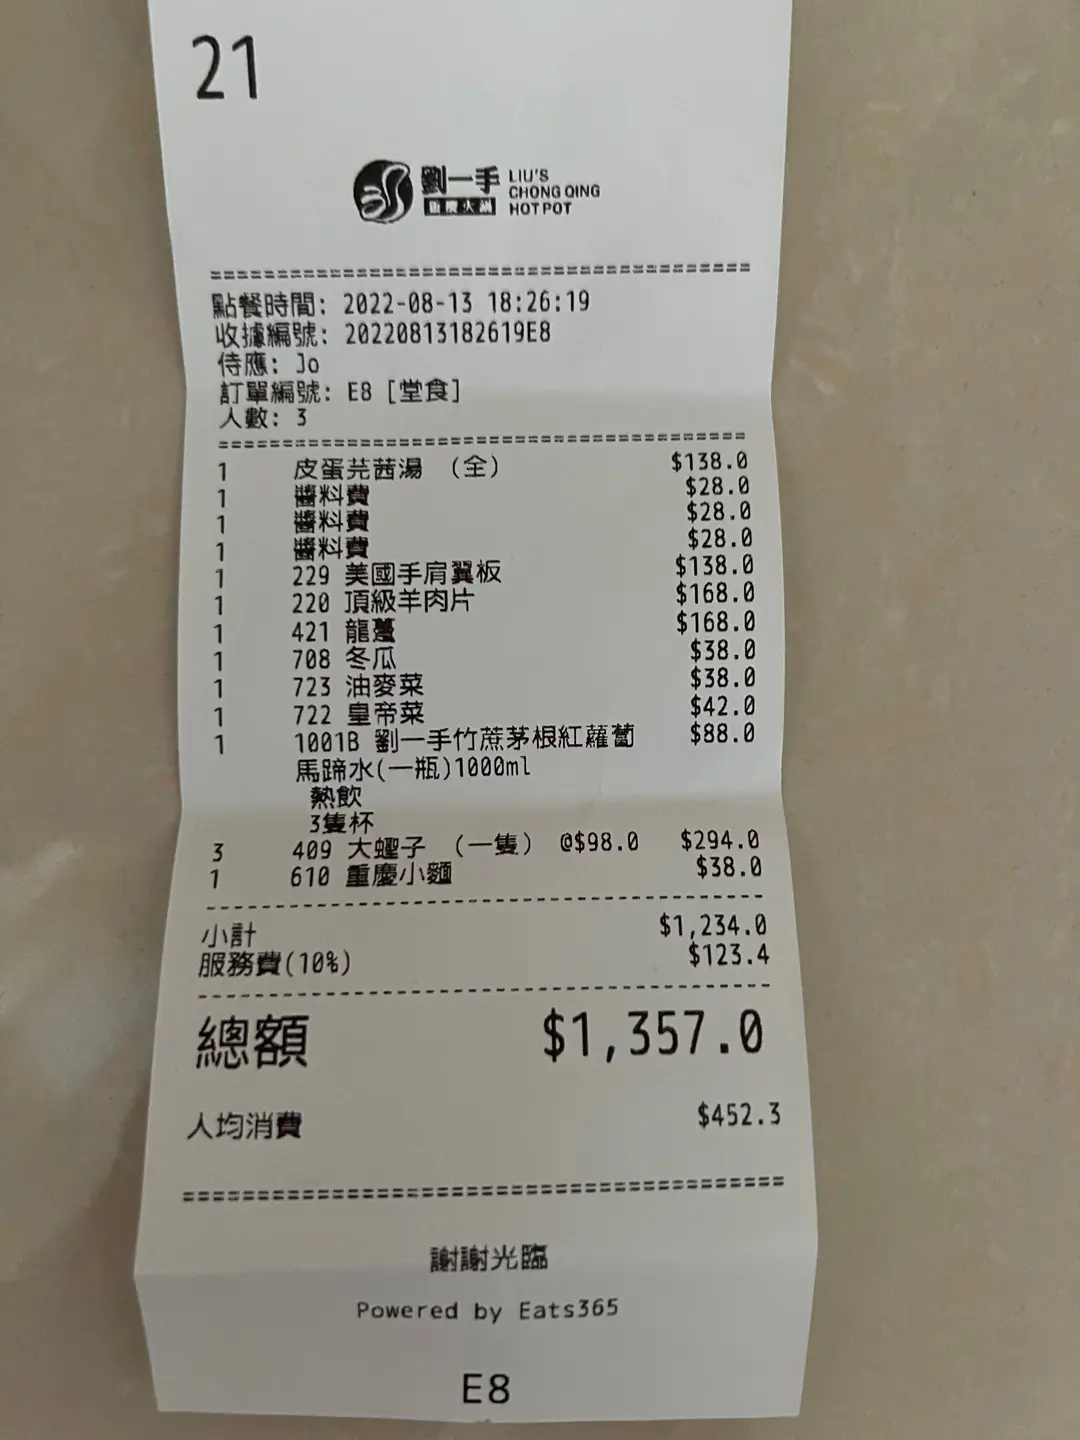 21
劉一手 LIU'S
重慶火鍋 CHONG QING
HOT POT
點餐時間: 2022-08-13 18:26:19
收據編號: 20220813182619E8
侍應: Jo
訂單編號: E8 [堂食]
人數: 3
1 皮蛋芫茜湯 (全) $138.0
1 醬料費 $28.0
1 醬料費 $28.0
1 醬料費 $28.0
1 229 美國手肩翼板 $138.0
1 220 頂級羊肉片 $168.0
1 421 龍躉 $168.0
1 708 冬瓜 $38.0
1 723 油麥菜 $38.0
1 722 皇帝菜 $42.0
1 1001B 劉一手竹蔗茅根紅蘿蔔 $88.0
馬蹄水(一瓶)1000ml
熱飲
3隻杯
3 409 大蟶子 (一隻) @$98.0 $294.0
1 610 重慶小麵 $38.0
小計 $1,234.0
服務費(10%) $123.4
總額 $1,357.0
人均消費 $452.3
謝謝光臨
Powered by Eats365
E8